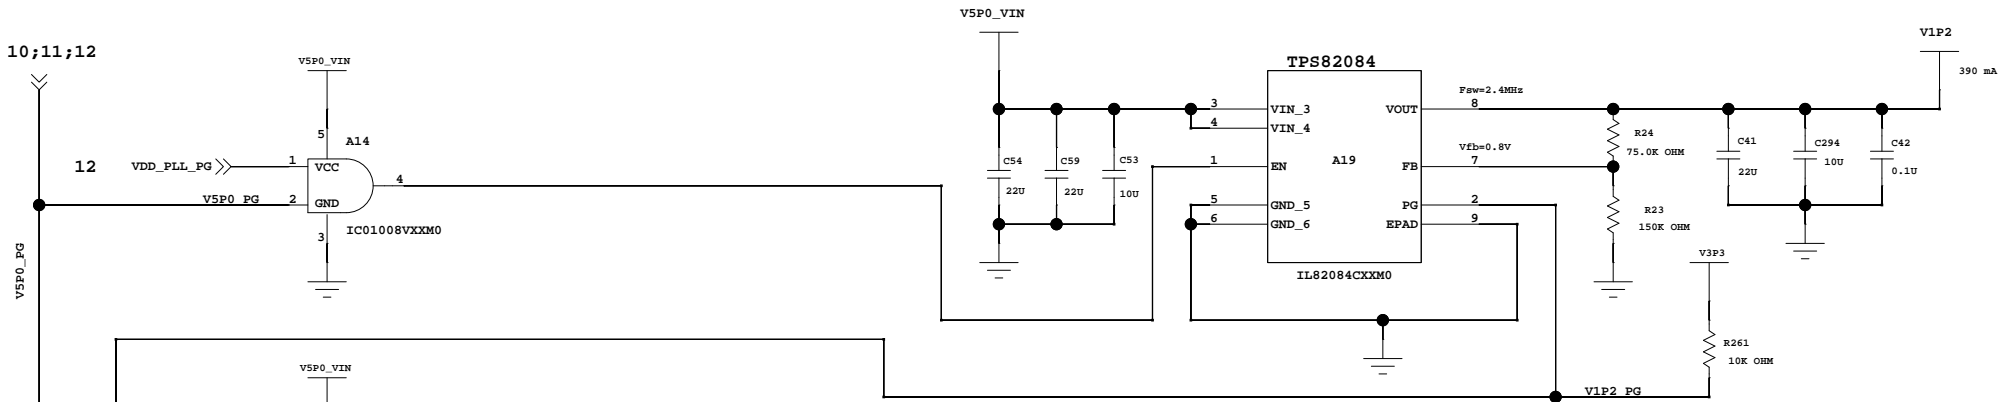 V5P0_VIN
10;11;12
V5P0_VIN
5
A14
12
VDD_PLL_PG
1
VCC
4
V5P0_PG
2
GND
3
IC01008VXXM0
V5P0_PG
C54
22U
C59
22U
C53
10U
TPS82084
3
VIN_3
4
VIN_4
1
EN
A19
5
GND_5
6
GND_6
VOUT
8
Fsw=2.4MHz
FB
7
Vfb=0.8V
PG
2
EPAD
9
IL82084CXXM0
R24
75.0K OHM
R23
150K OHM
C41
22U
C294
10U
C42
0.1U
V1P2
390 mA
V3P3
R261
10K OHM
V1P2_PG
V5P0_VIN